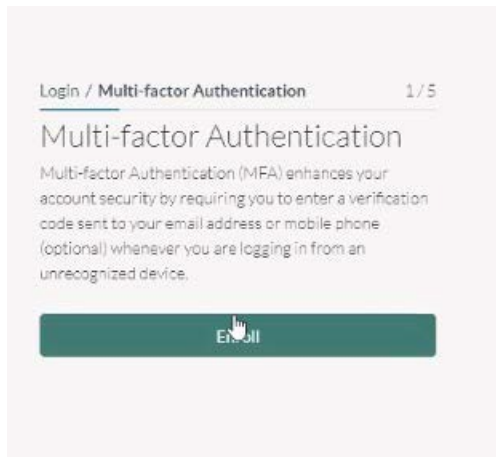 Login / Multi-factor Authentication 1/5
Multi-factor Authentication
Multi-factor Authentication (MFA) enhances your
account security by requiring you to enter a verification
code sent to your email address or mobile phone
(optional) whenever you are logging in from an
unrecognized device.
Enroll